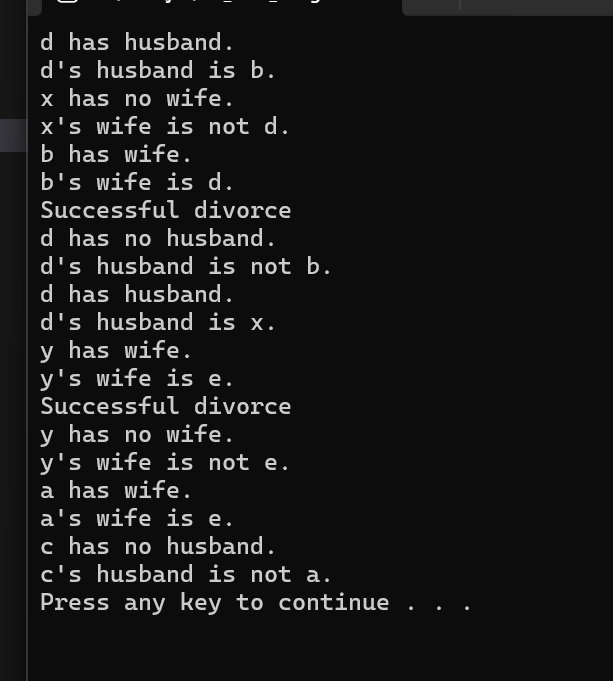 d has husband.
d's husband is b.
x has no wife.
x's wife is not d.
b has wife.
b's wife is d.
Successful divorce
d has no husband.
d's husband is not b.
d has husband.
d's husband is x.
y has wife.
y's wife is e.
Successful divorce
y has no wife.
y's wife is not e.
a has wife.
a's wife is e.
c has no husband.
c's husband is not a.
Press any key to continue . . .